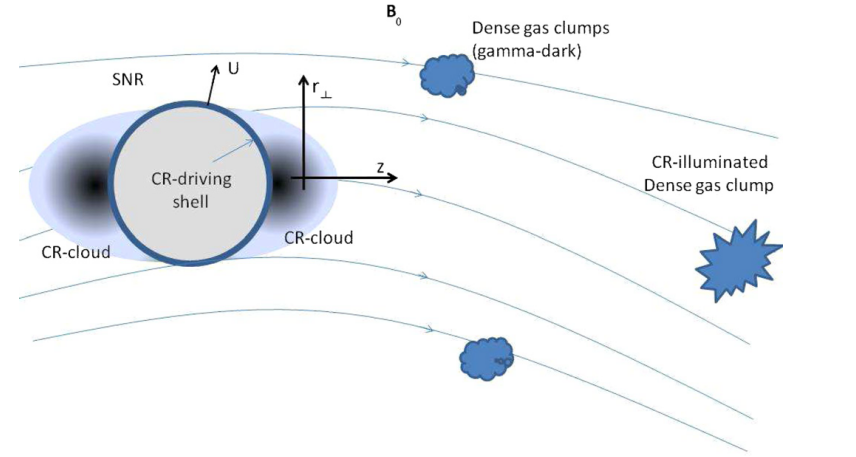 B₀
Dense gas clumps
(gamma-dark)
SNR
U
r⊥
CR-illuminated
Dense gas clump
z
CR-driving
shell
CR-cloud
CR-cloud